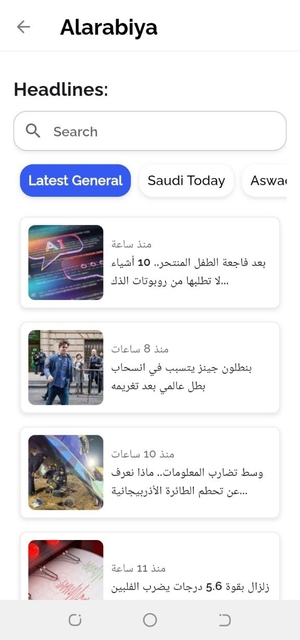 Alarabiya
Headlines:
Search
Latest General
Saudi Today
Aswa
منذ ساعة
بعد فاجعة الطفل المنتحر.. 10 أشياء
لا تطلبها من روبوتات الذك...
منذ 8 ساعات
بنطلون جينز يتسبب في انسحاب
بطل عالمي بعد تغريمه
منذ 10 ساعات
وسط تضارب المعلومات.. ماذا نعرف
عن تحطم الطائرة الأذربيجانية...
منذ 11 ساعة
زلزال بقوة 5.6 درجات يضرب الفلبين